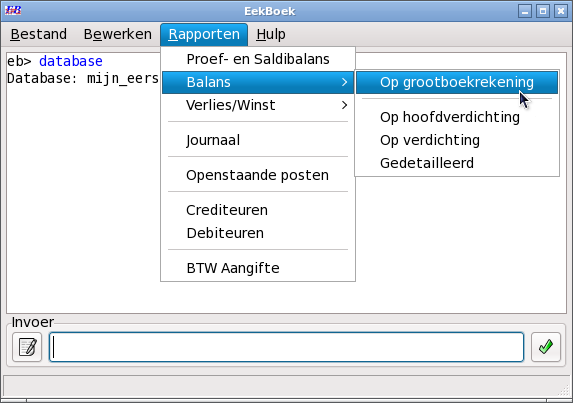 EB EekBoek
Bestand Bewerken Rapporten Hulp
eb> database
Database: mijn_eers
Proef- en Saldibalans
Balans
Verlies/Winst
Journaal
Openstaande posten
Crediteuren
Debiteuren
BTW Aangifte
Op grootboekrekening
Op hoofdverdichting
Op verdichting
Gedetailleerd
Invoer